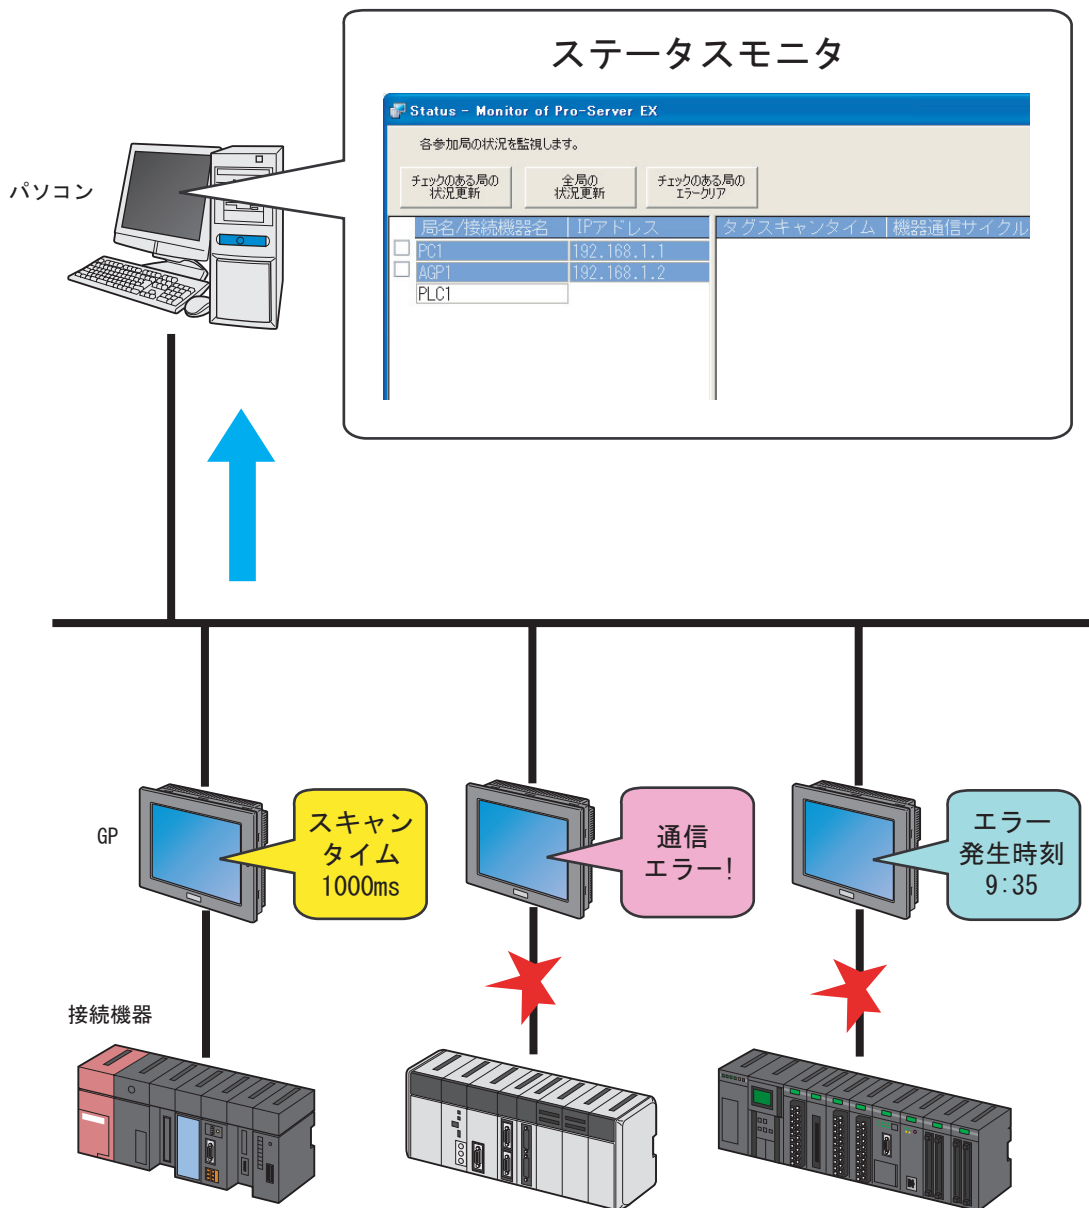 ステータスモニタ
Status - Monitor of Pro-Server EX
各参加局の状況を監視します。
チェックのある局の
状況更新
全局の
状況更新
チェックのある局の
エラークリア
局名/接続機器名 IPアドレス タグスキャンタイム 機器通信サイクル
PC1 192.168.1.1
AGP1 192.168.1.2
PLC1
パソコン
GP
スキャン
タイム
1000ms
通信
エラー!
エラー
発生時刻
9:35
接続機器